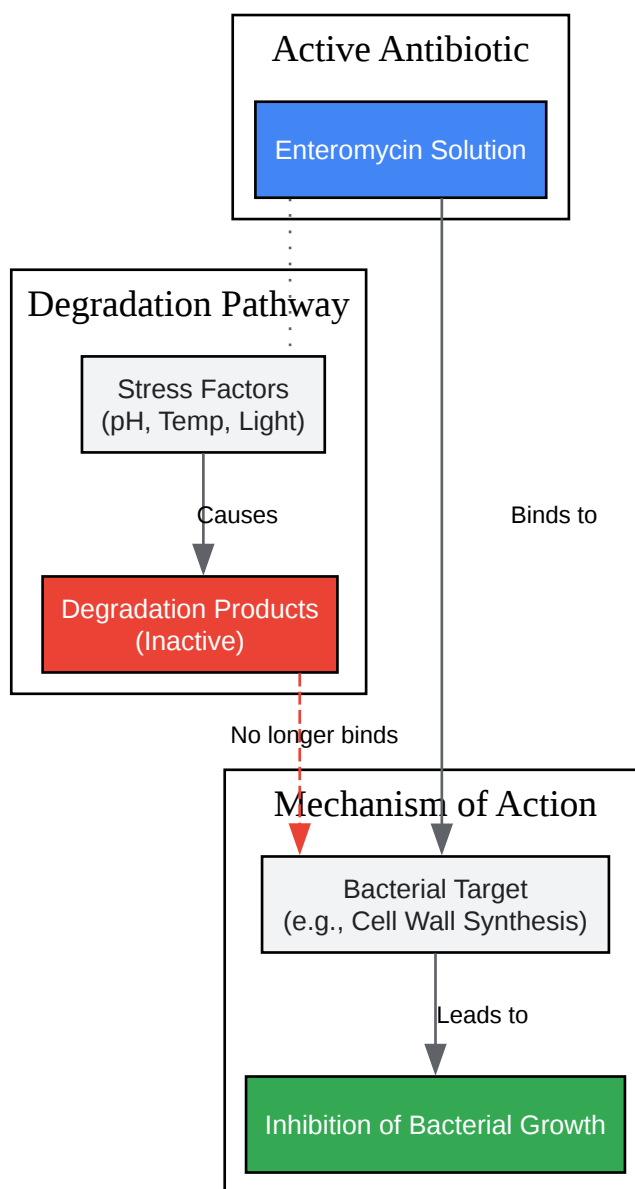 Active Antibiotic
Enteromycin Solution
Degradation Pathway
Stress Factors
(pH, Temp, Light)
Causes
Binds to
Degradation Products
(Inactive)
No longer binds
Mechanism of Action
Bacterial Target
(e.g., Cell Wall Synthesis)
Leads to
Inhibition of Bacterial Growth